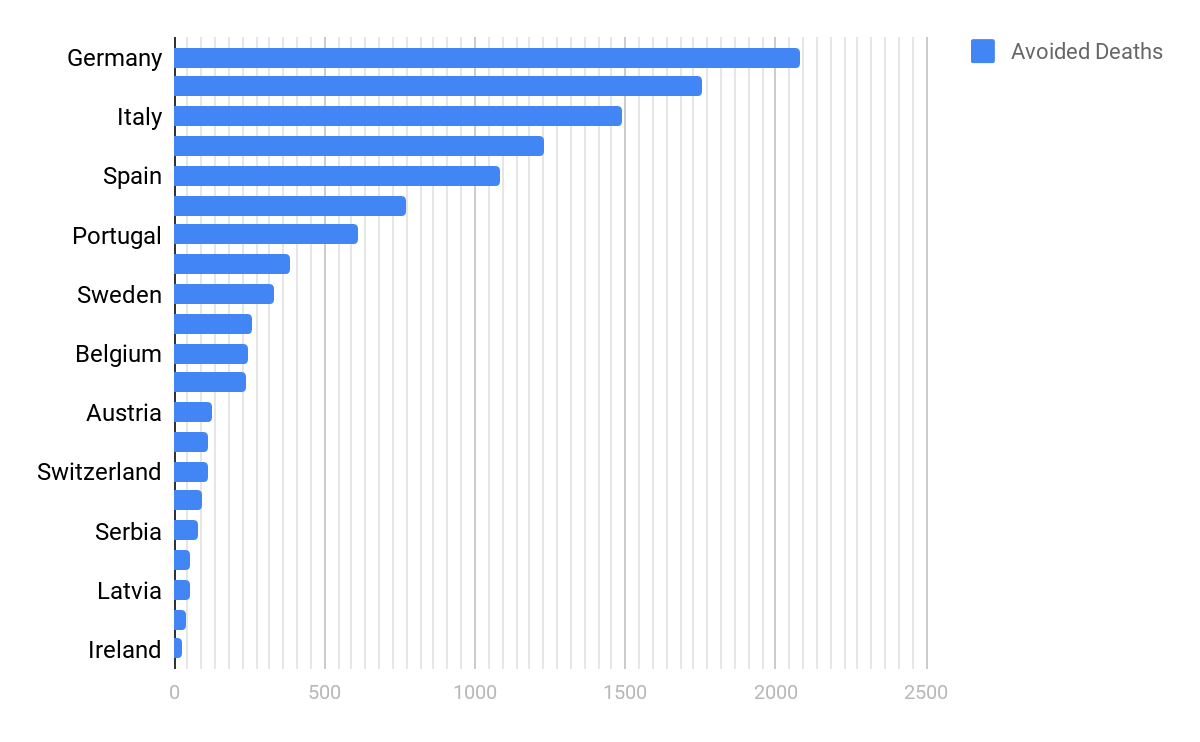 Germany
Italy
Spain
Portugal
Sweden
Belgium
Austria
Switzerland
Serbia
Latvia
Ireland
0 500 1000 1500 2000 2500
Avoided Deaths